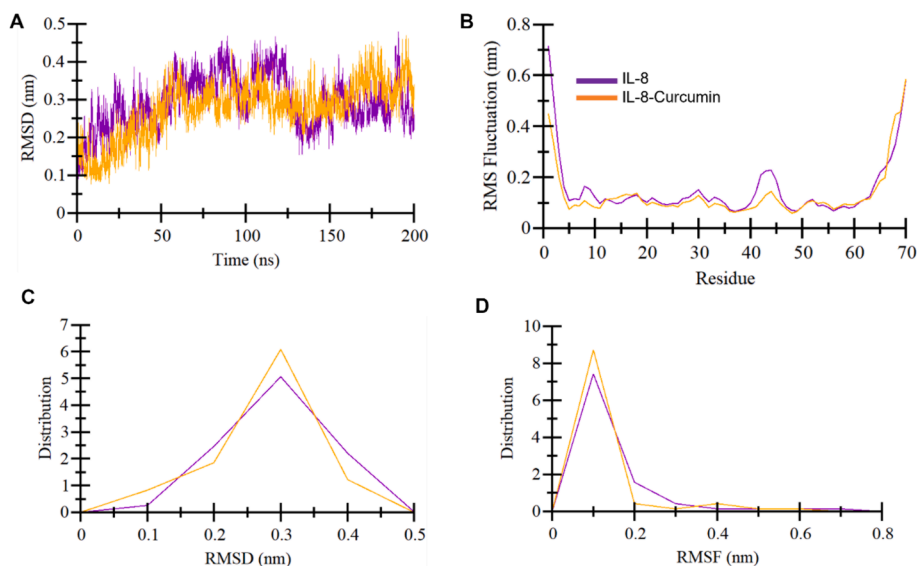 A
RMSD (nm)
0.5
0.4
0.3
0.2
0.1
0
0 50 100 150 200
Time (ns)
B
RMS Fluctuation (nm)
0.8
0.6
0.4
0.2
0
IL-8
IL-8-Curcumin
0 10 20 30 40 50 60 70
Residue
C
Distribution
7
6
5
4
3
2
1
0
0 0.1 0.2 0.3 0.4 0.5
RMSD (nm)
D
Distribution
10
8
6
4
2
0
0 0.2 0.4 0.6 0.8
RMSF (nm)